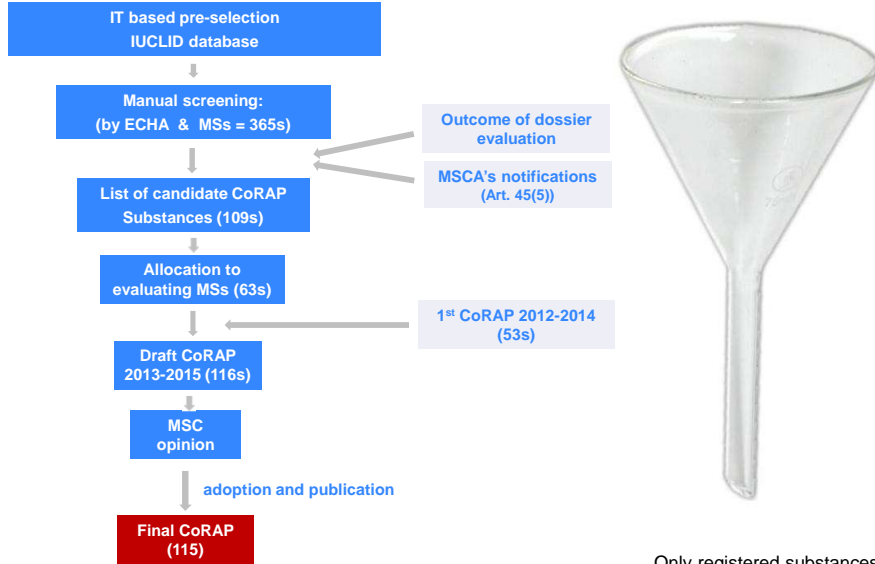 IT based pre-selection
IUCLID database
Manual screening:
(by ECHA & MSs = 365s)
Outcome of dossier
evaluation
MSCA's notifications
(Art. 45(5))
List of candidate CoRAP
Substances (109s)
Allocation to
evaluating MSs (63s)
1st CoRAP 2012-2014
(53s)
Draft CoRAP
2013-2015 (116s)
MSC
opinion
adoption and publication
Final CoRAP
(115)
Only registered substances